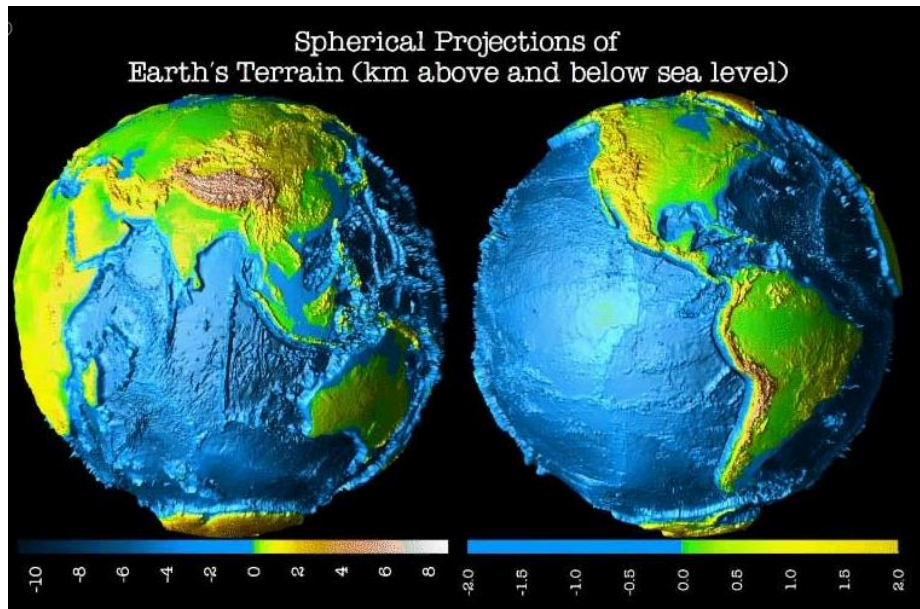 Spherical Projections of
Earth's Terrain (km above and below sea level)
-10 -8 -6 -4 -2 0 2 4 6 8
-2.0 -1.5 -1.0 -0.5 0.0 0.5 1.0 1.5 2.0